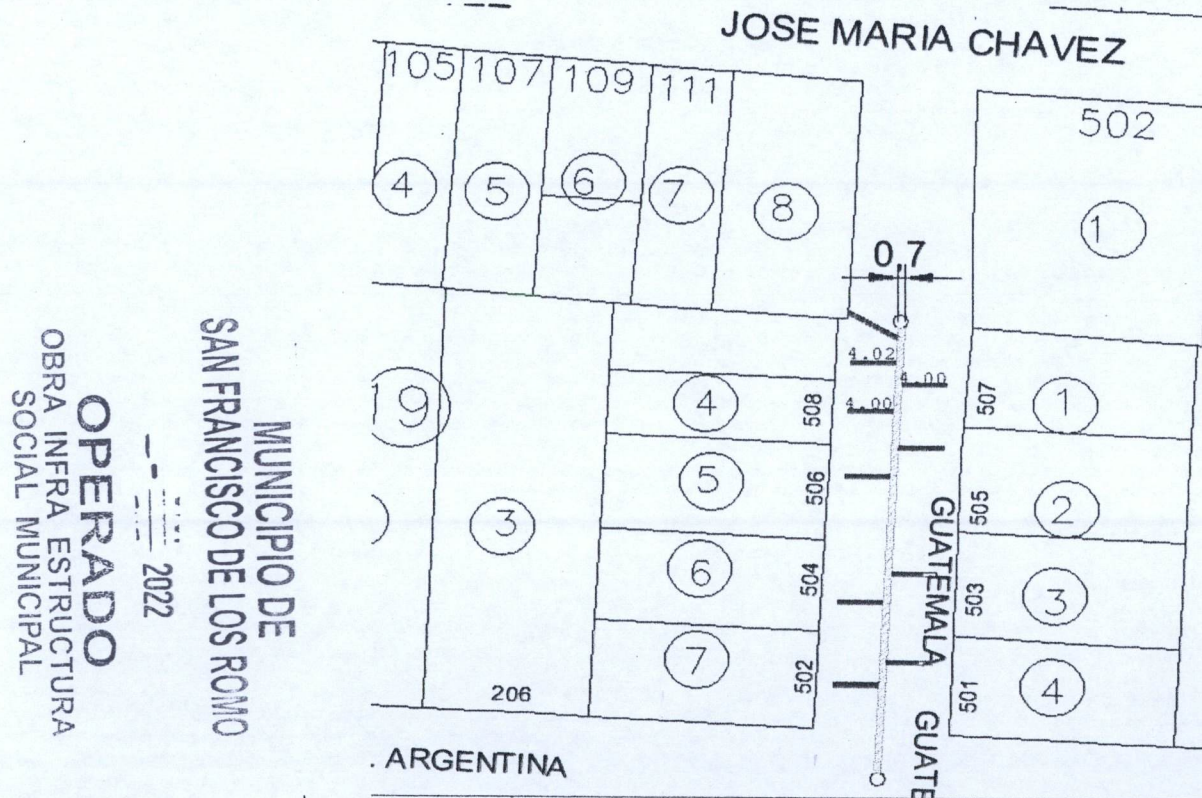 JOSE MARIA CHAVEZ
105 107 109 111
502
4 5 6 7 8
1
0 7
4.02
4.00
4.00
9
4
508
507
1
5
506
505
2
3
GUATEMALA
6
504
503
3
7
502
501
4
206
GUATE
ARGENTINA
MUNICIPIO DE
SAN FRANCISCO DE LOS ROMO
2022
OPERADO
OBRA INFRA ESTRUCTURA
SOCIAL MUNICIPAL